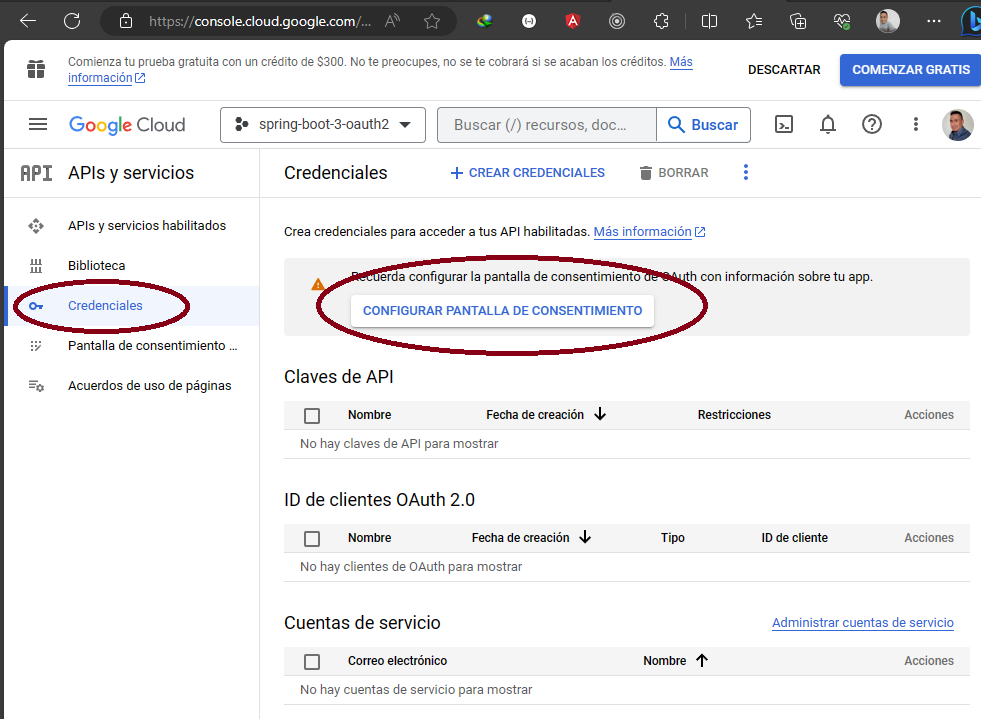 https://console.cloud.google.com/...
Comienza tu prueba gratuita con un crédito de $300. No te preocupes, no se te cobrará si se acaban los créditos. Más
información
DESCARTAR
COMENZAR GRATIS
Google Cloud
spring-boot-3-oauth2
Buscar (/) recursos, doc...
Buscar
API
APIs y servicios
Credenciales
CREAR CREDENCIALES
BORRAR
APIs y servicios habilitados
Biblioteca
Credenciales
Pantalla de consentimiento ...
Acuerdos de uso de páginas
Crea credenciales para acceder a tus API habilitadas. Más información
Recuerda configurar la pantalla de consentimiento de OAuth con información sobre tu app.
CONFIGURAR PANTALLA DE CONSENTIMIENTO
Claves de API
Nombre Fecha de creación Restricciones Acciones
No hay claves de API para mostrar
ID de clientes OAuth 2.0
Nombre Fecha de creación Tipo ID de cliente Acciones
No hay clientes de OAuth para mostrar
Cuentas de servicio
Administrar cuentas de servicio
Correo electrónico Nombre Acciones
No hay cuentas de servicio para mostrar